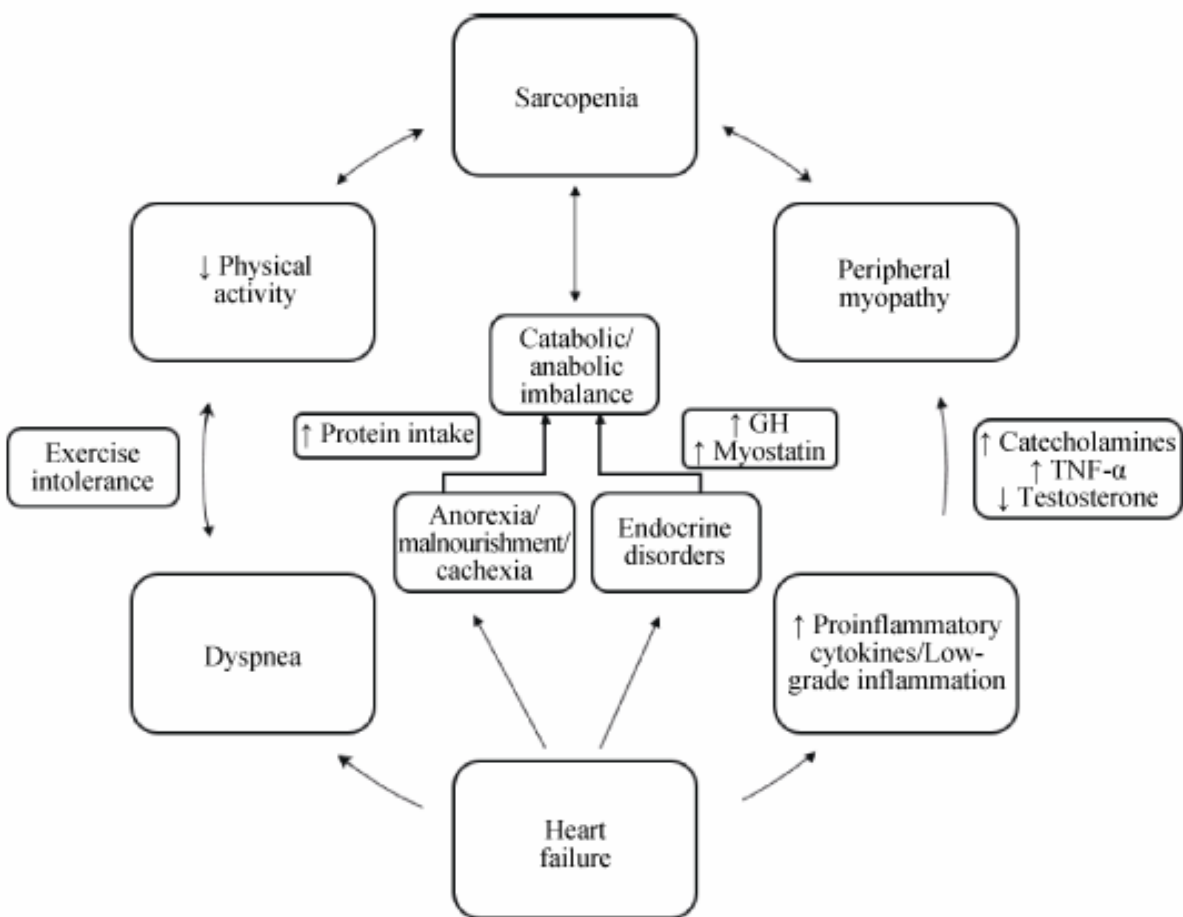 Sarcopenia
↓ Physical
activity
Peripheral
myopathy
Catabolic/
anabolic
imbalance
↑ Protein intake
↑ GH
↑ Myostatin
Exercise
intolerance
↑ Catecholamines
↑ TNF-α
↓ Testosterone
Anorexia/
malnourishment/
cachexia
Endocrine
disorders
Dyspnea
↑ Proinflammatory
cytokines/Low-
grade inflammation
Heart
failure